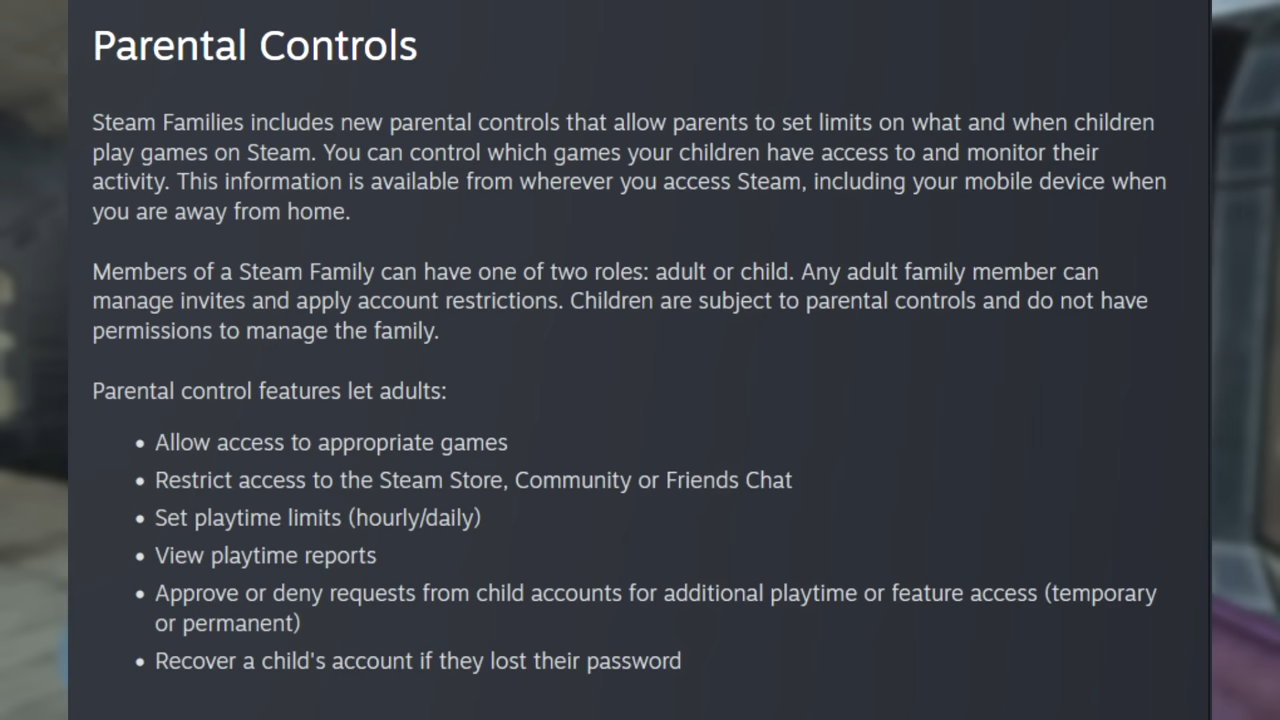 Parental Controls
Steam Families includes new parental controls that allow parents to set limits on what and when children
play games on Steam. You can control which games your children have access to and monitor their
activity. This information is available from wherever you access Steam, including your mobile device when
you are away from home.
Members of a Steam Family can have one of two roles: adult or child. Any adult family member can
manage invites and apply account restrictions. Children are subject to parental controls and do not have
permissions to manage the family.
Parental control features let adults:
• Allow access to appropriate games
• Restrict access to the Steam Store, Community or Friends Chat
• Set playtime limits (hourly/daily)
• View playtime reports
• Approve or deny requests from child accounts for additional playtime or feature access (temporary
or permanent)
• Recover a child's account if they lost their password